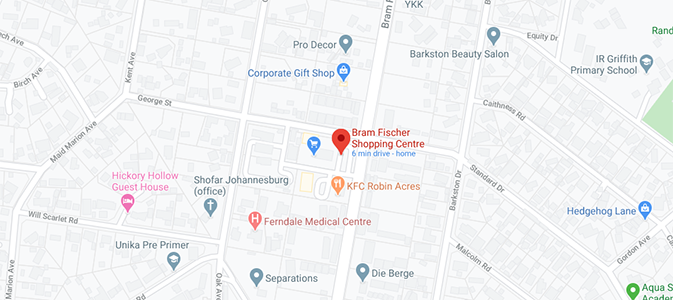 YKK
Bram F
Pro Decor
Barkston Beauty Salon
Equity Dr
Rand
IR Griffith
Primary School
Kent Ave
Birch Ave
Corporate Gift Shop
George St
Caithness Rd
Bram Fischer
Shopping Centre
6 min drive - home
Maid Marion Ave
Hickory Hollow
Guest House
Shofar Johannesburg
(office)
KFC Robin Acres
Barkston Dr
Standard Dr
Hedgehog Lane
Will Scarlet Rd
Ferndale Medical Centre
Unika Pre Primer
Malcolm Rd
Gordon Ave
Marion Ave
Oak Ave
Separations
Die Berge
Aqua S
Academ